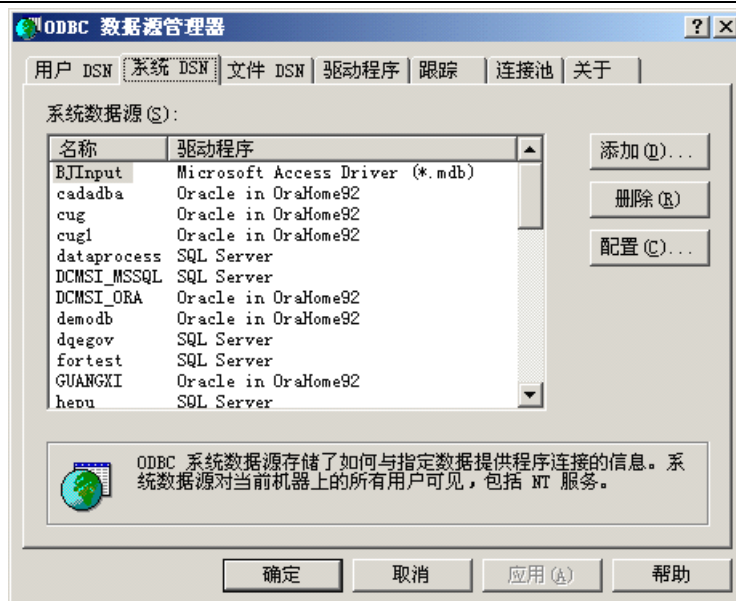 ODBC 数据源管理器
用户 DSN 系统 DSN 文件 DSN 驱动程序 跟踪 连接池 关于
系统数据源(S):
名称 驱动程序
添加(D)...
BJInput Microsoft Access Driver (*.mdb)
cadadba Oracle in OraHome92
删除(R)
cug Oracle in OraHome92
cug1 Oracle in OraHome92
配置(C)...
dataprocess SQL Server
DCMSI_MSSQL SQL Server
DCMSI_ORA Oracle in OraHome92
demodb Oracle in OraHome92
dqegov SQL Server
fortest SQL Server
GUANGXI Oracle in OraHome92
hepu SQL Server
ODBC 系统数据源存储了如何与指定数据提供程序连接的信息。系
统数据源对当前机器上的所有用户可见，包括 NT 服务。
确定 取消 应用(A) 帮助